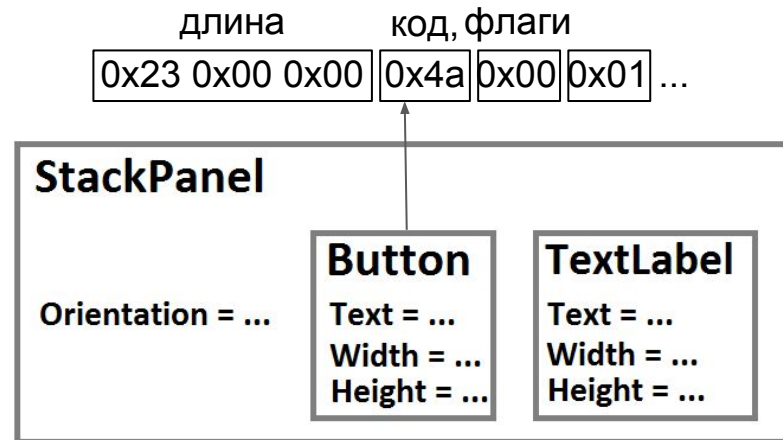 длина код, флаги
0x23 0x00 0x00 0x4a 0x00 0x01 ...
StackPanel
Orientation = ...
Button
Text = ...
Width = ...
Height = ...
TextLabel
Text = ...
Width = ...
Height = ...